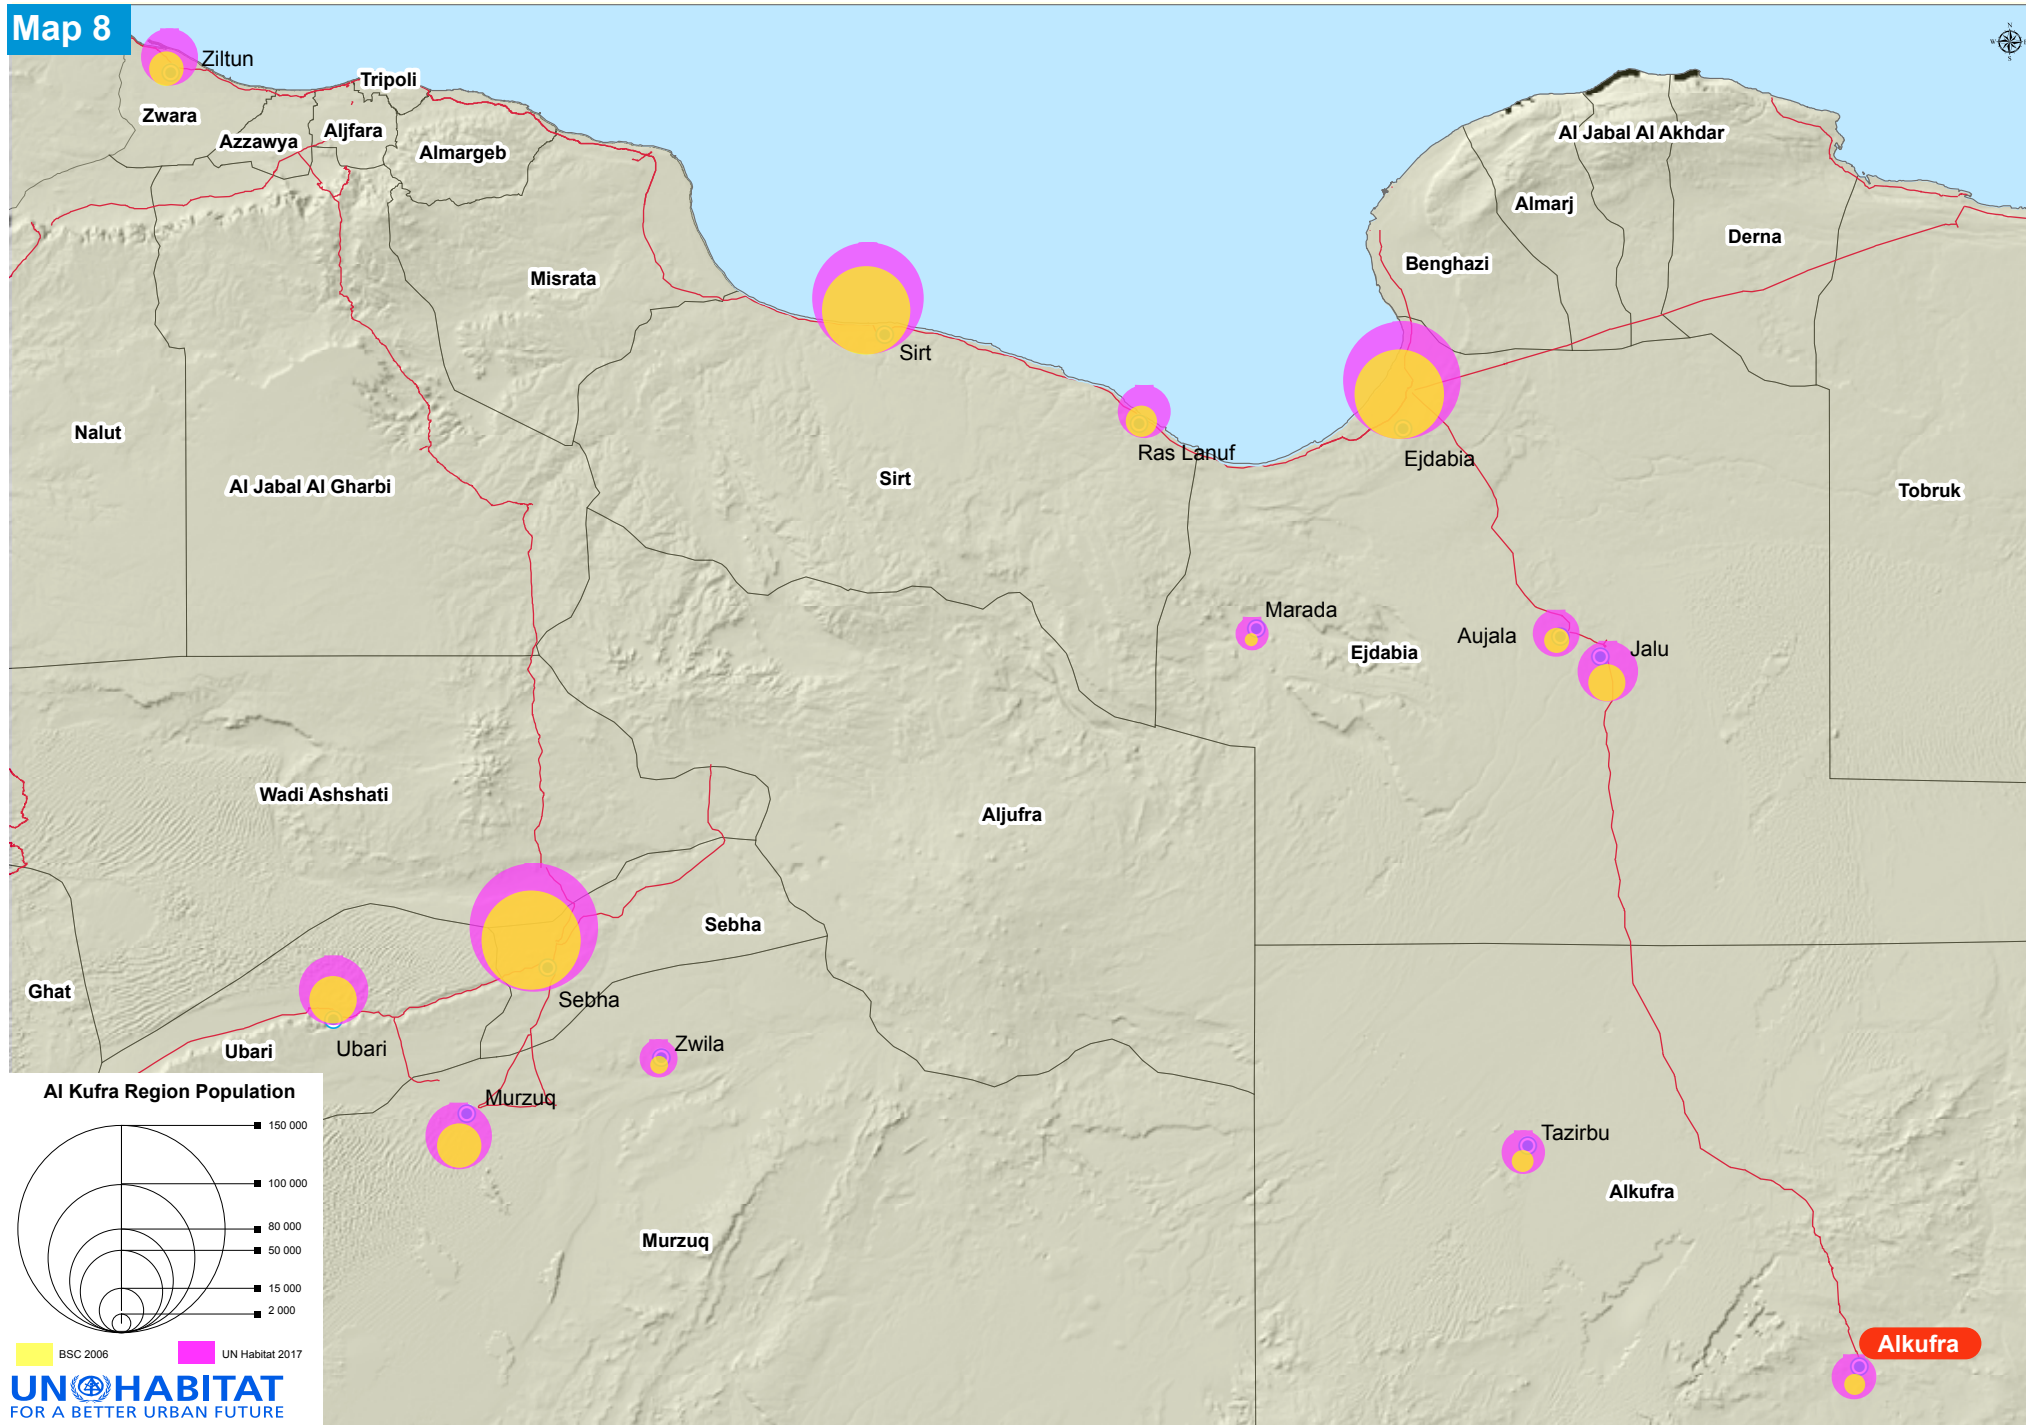 Map 8
N
W
E
S
Ziltun
Tripoli
Zwara
Aljfara
Azzawya
Almargeb
Al Jabal Al Akhdar
Almarj
Derna
Benghazi
Misrata
Sirt
Nalut
Ras Lanuf
Ejdabia
Al Jabal Al Gharbi
Sirt
Tobruk
Marada
Aujala
Jalu
Ejdabia
Wadi Ashshati
Aljufra
Sebha
Ghat
Sebha
Ubari
Ubari
Zwila
Murzuq
Tazirbu
Alkufra
Murzuq
Alkufra
Al Kufra Region Population
150 000
100 000
80 000
50 000
15 000
2 000
BSC 2006
UN Habitat 2017
UN HABITAT
FOR A BETTER URBAN FUTURE